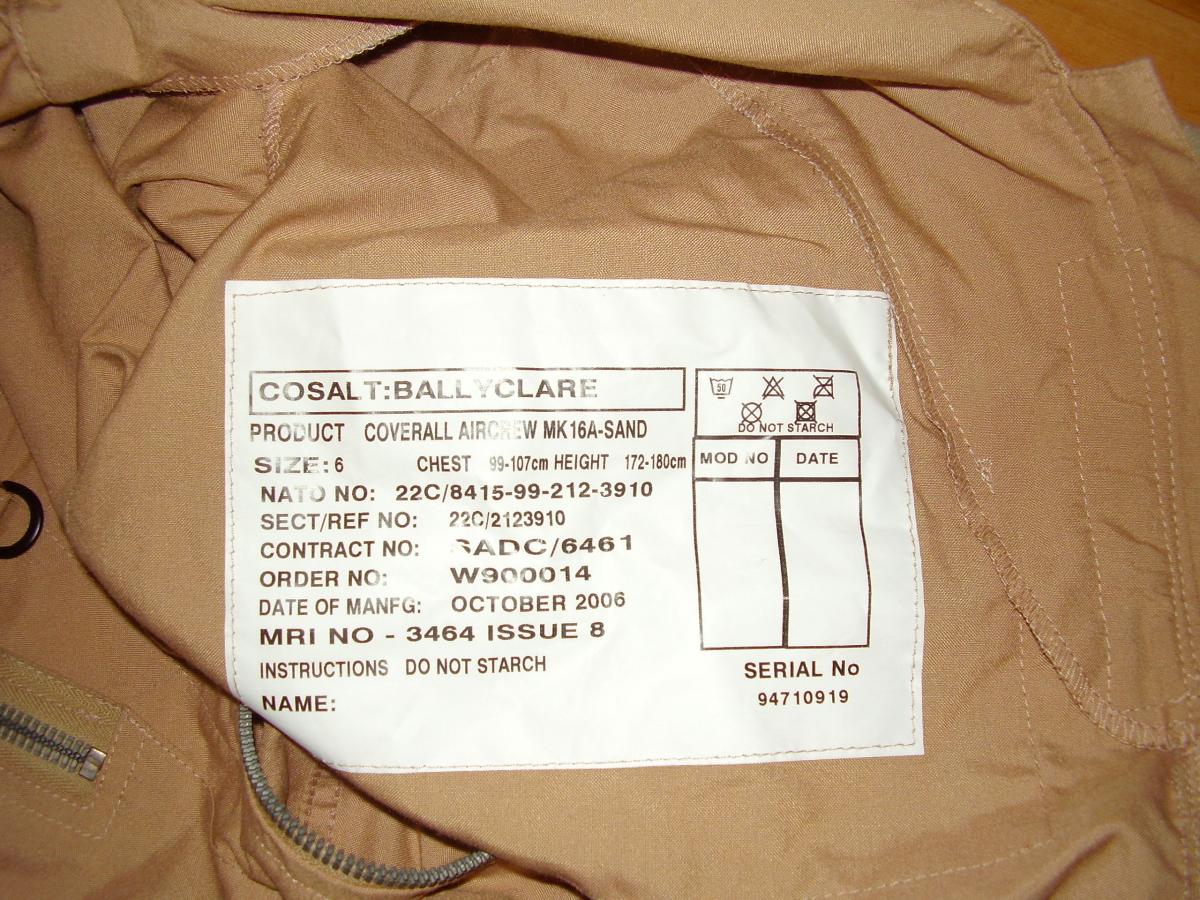 COSALT:BALLYCLARE
PRODUCT COVERALL AIRCREW MK16A-SAND
SIZE: 6 CHEST 99-107cm HEIGHT 172-180cm
NATO NO: 22C/8415-99-212-3910
SECT/REF NO: 22C/2123910
CONTRACT NO: SADC/6461
ORDER NO: W900014
DATE OF MANFG: OCTOBER 2006
MRI NO - 3464 ISSUE 8
INSTRUCTIONS DO NOT STARCH
NAME:
50
DO NOT STARCH
MOD NO DATE
SERIAL No
94710919